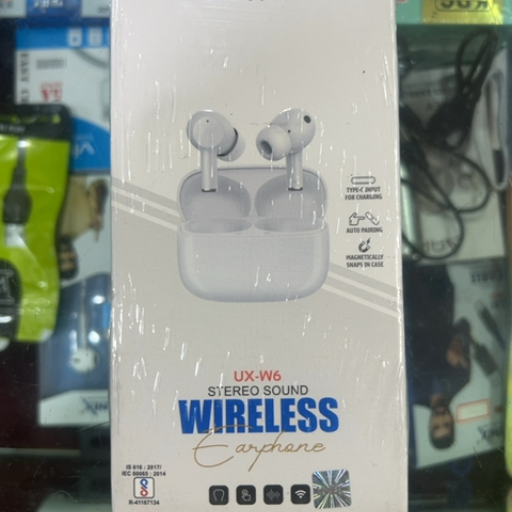 TYPE-C INPUT
FOR CHARGING
AUTO PAIRING
MAGNETICALLY
SNAPS IN CASE
UX-W6
STEREO SOUND
WIRELESS
Earphone
IS 616 : 2017/
IEC 60065 : 2014
R-41167134